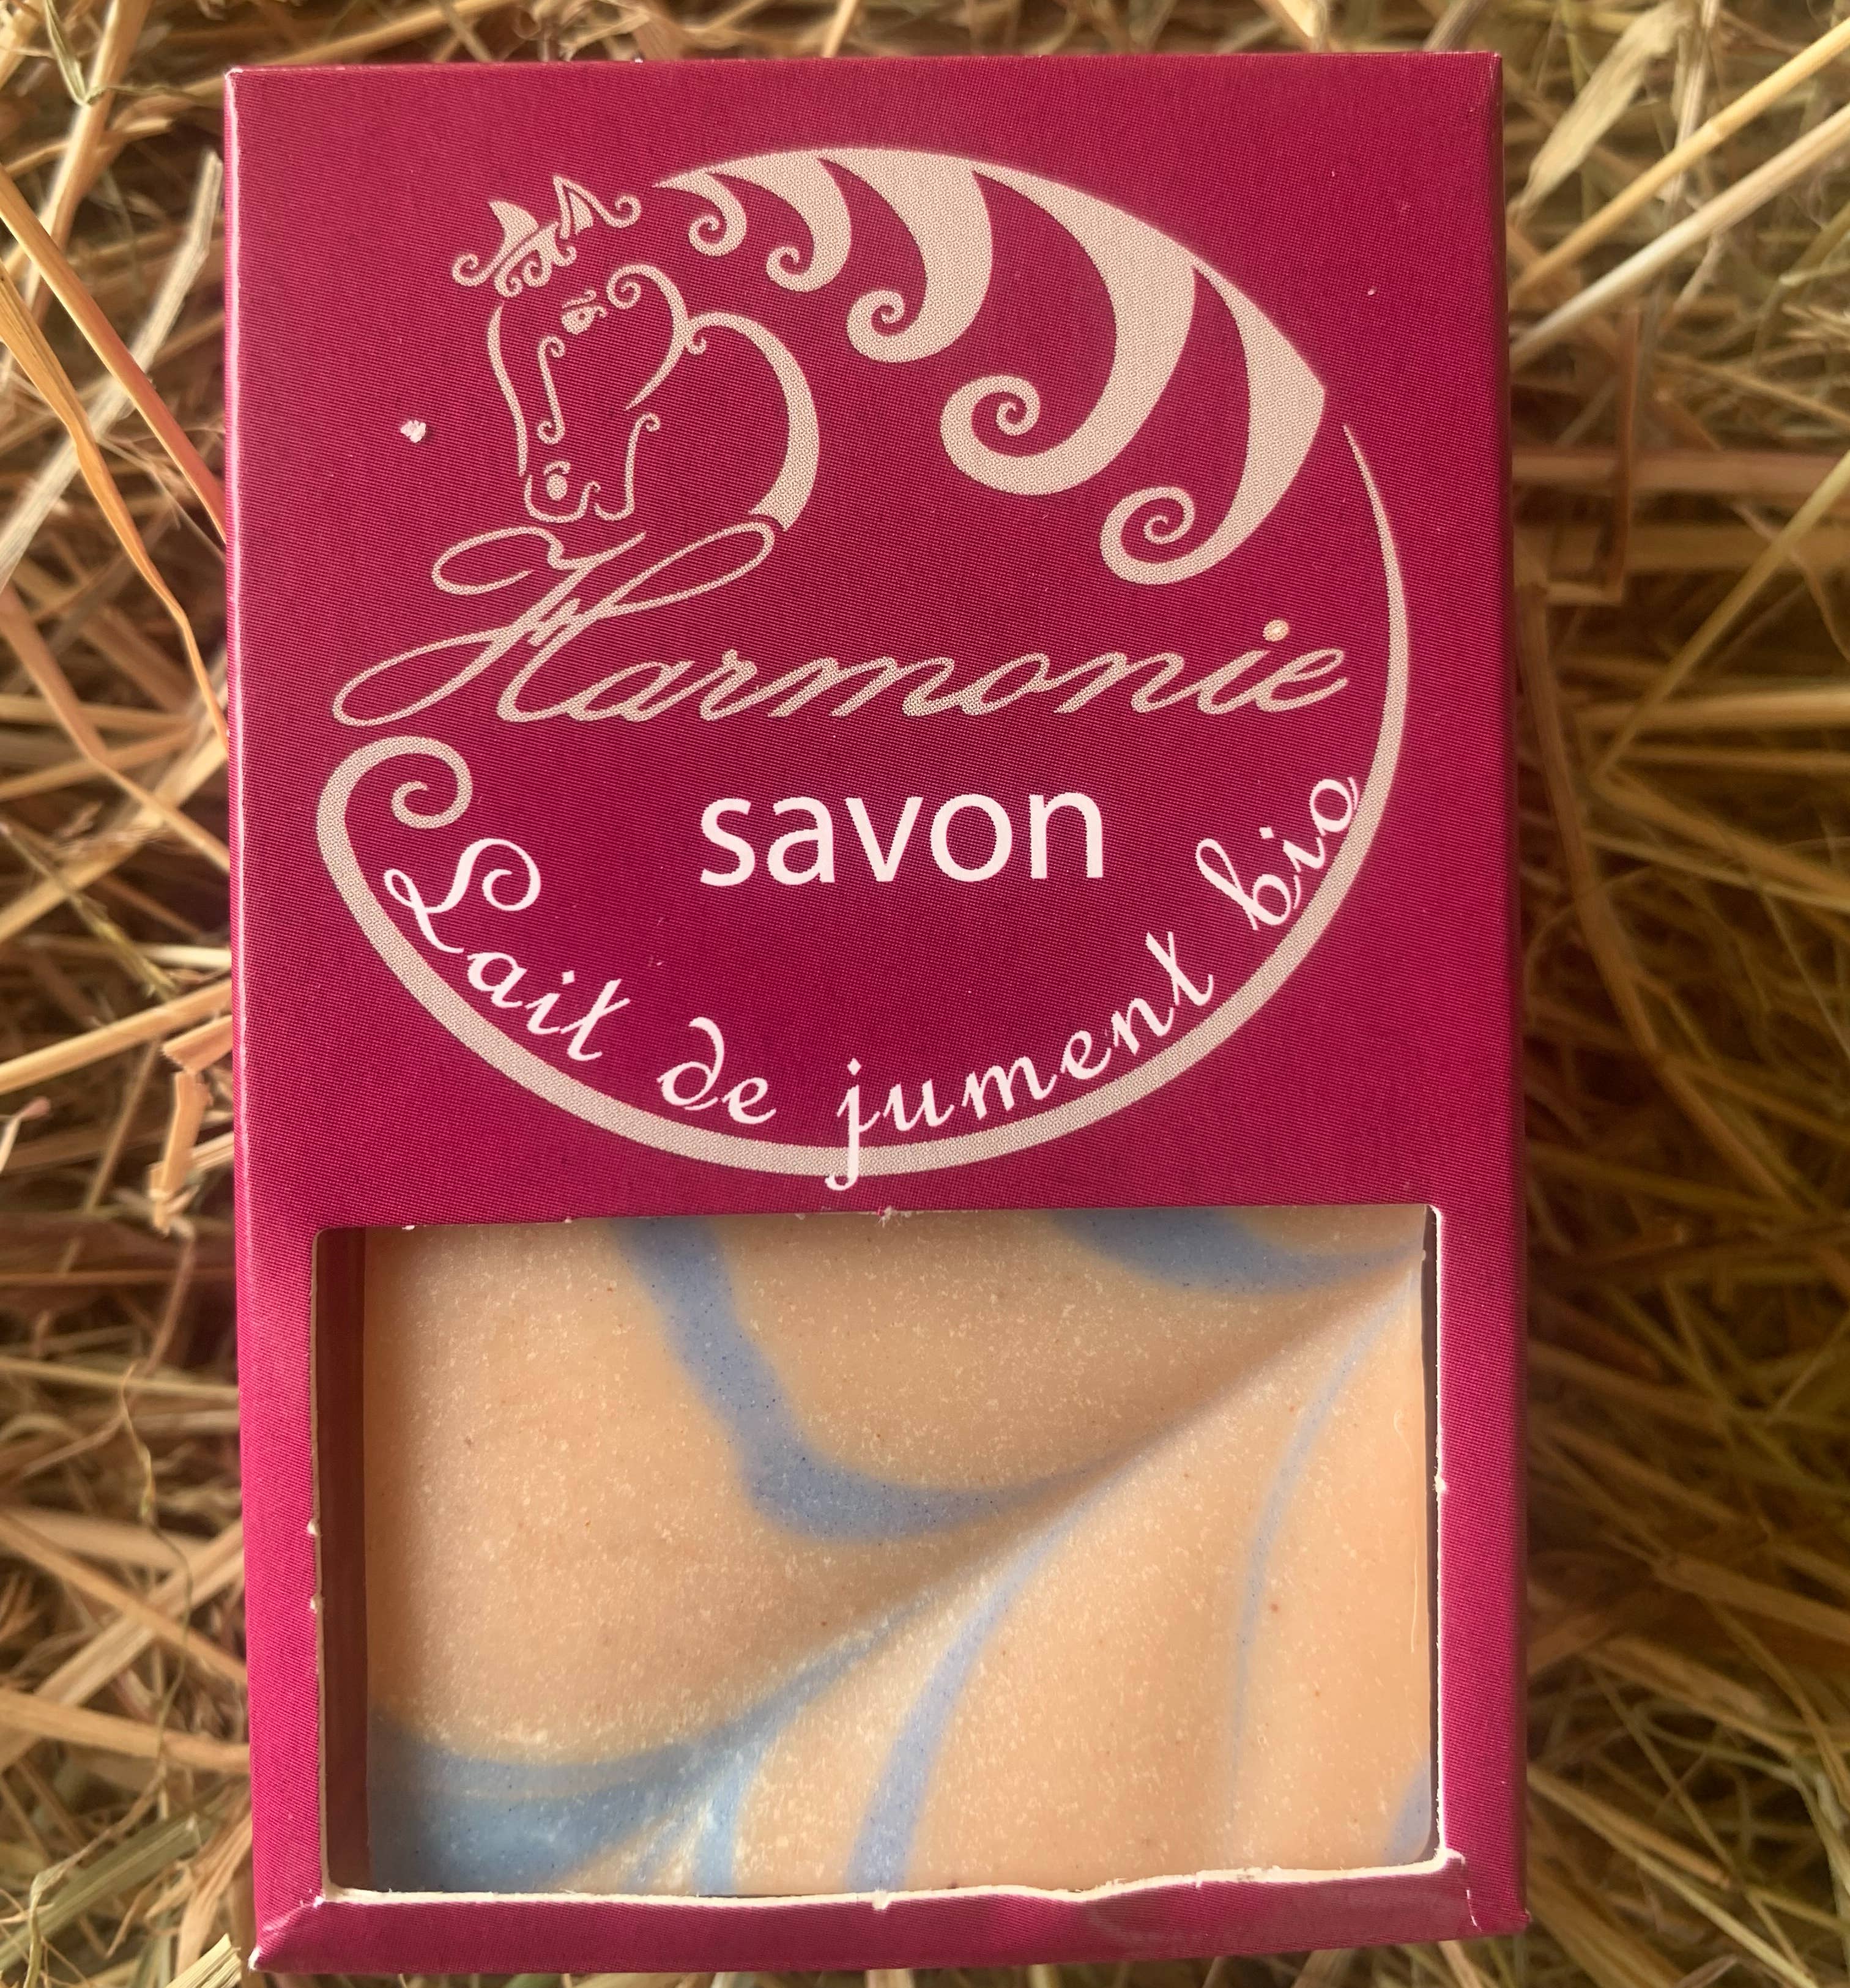 Harmonie
savon
Lait de jument bio